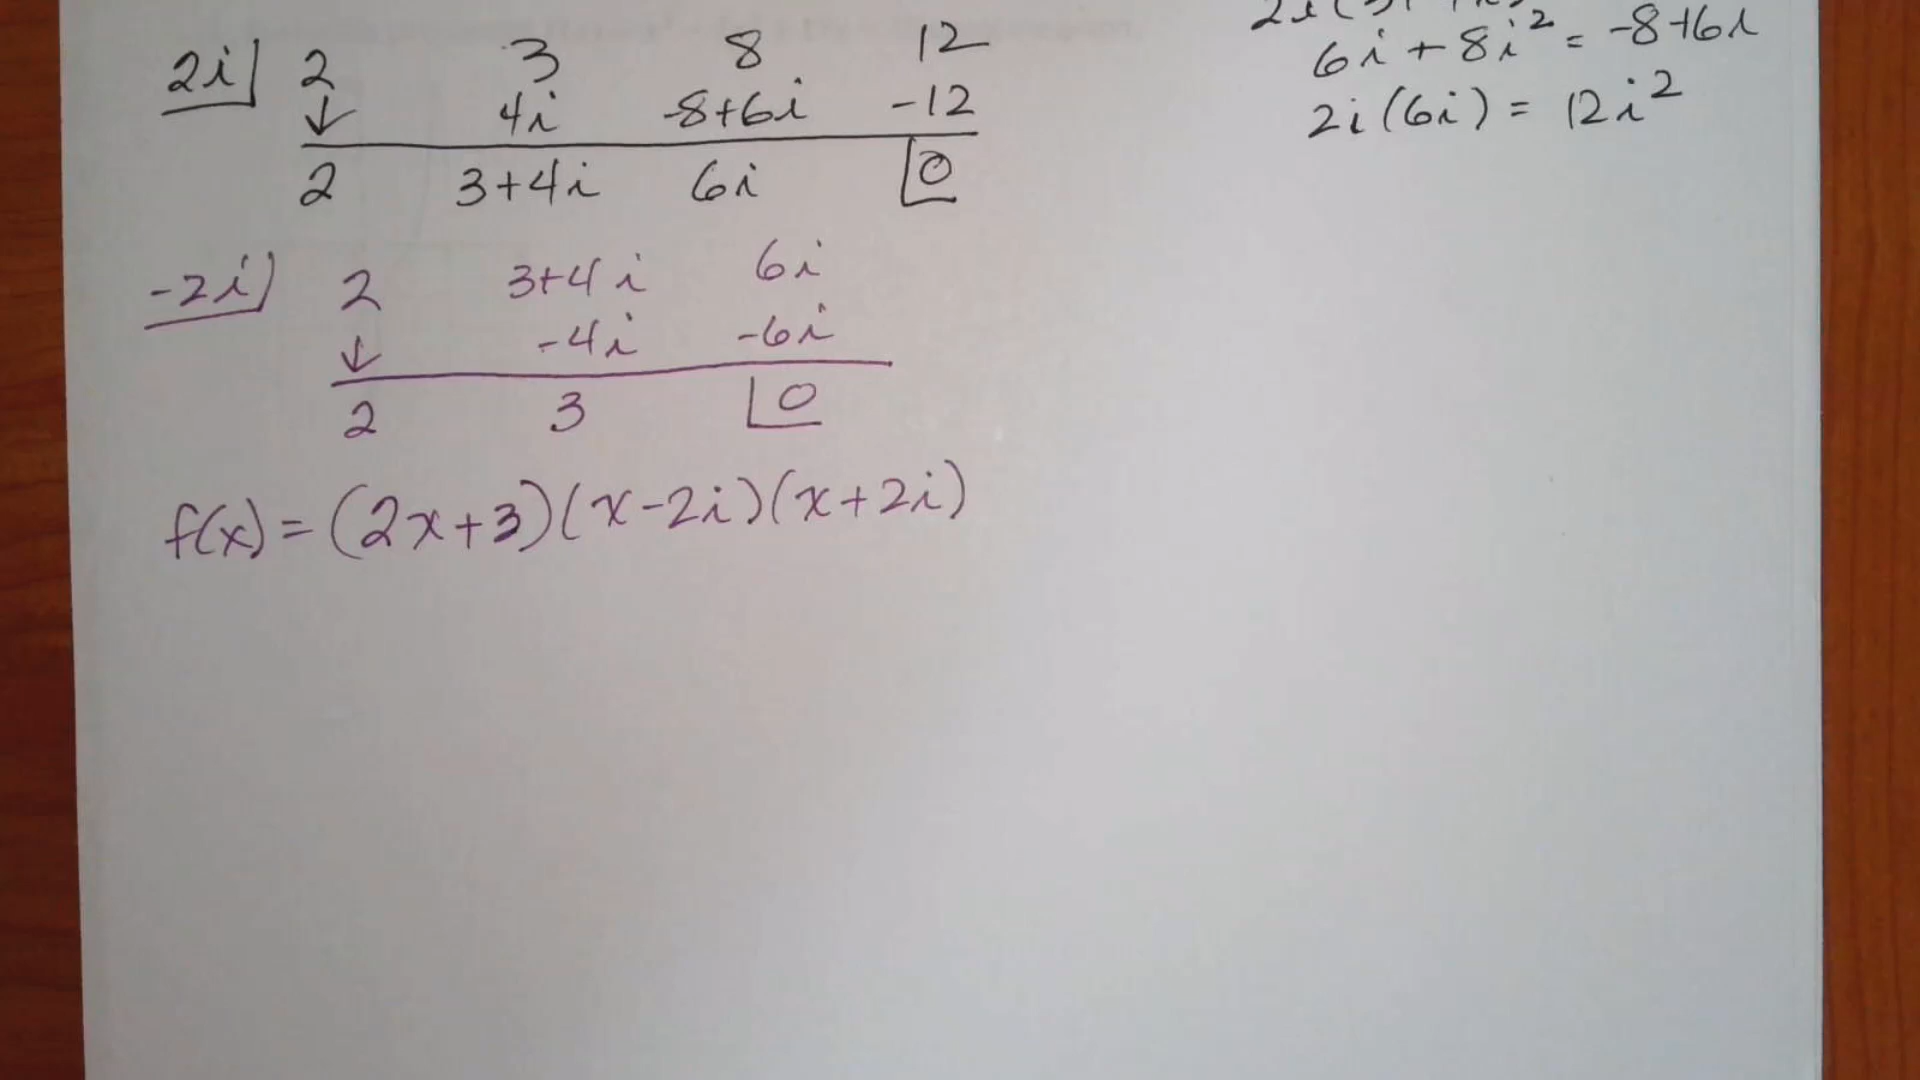 2i 2 3 8 12
↓ 4i -8+6i -12
2 3+4i 6i 0
6i + 8i² = -8+6i
2i(6i) = 12i²
-2i 2 3+4i 6i
↓ -4i -6i
2 3 0
f(x) = (2x+3)(x-2i)(x+2i)